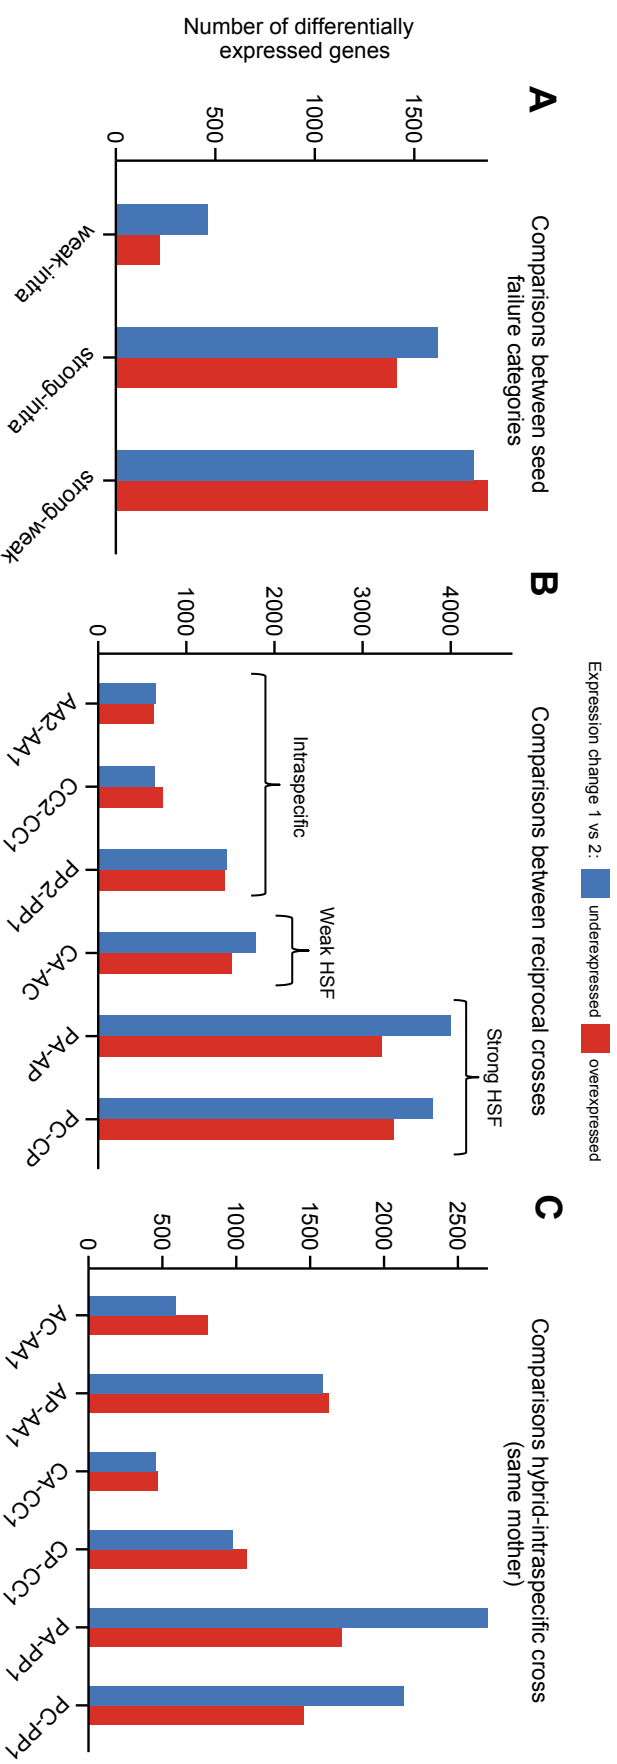 Number of differentially
expressed genes
A
Comparisons between seed
failure categories
0
500
1000
1500
weak-intra
strong-intra
strong-weak
Expression change 1 vs 2:
underexpressed
overexpressed
B
Comparisons between reciprocal crosses
0
1000
2000
3000
4000
Intraspecific
Weak HSF
Strong HSF
AA2-AA1
CC2-CC1
PP2-PP1
CA-AC
PA-AP
PC-CP
C
Comparisons hybrid-intraspecific cross
(same mother)
0
500
1000
1500
2000
2500
AC-AA1
AP-AA1
CA-CC1
CP-CC1
PA-PP1
PC-PP1